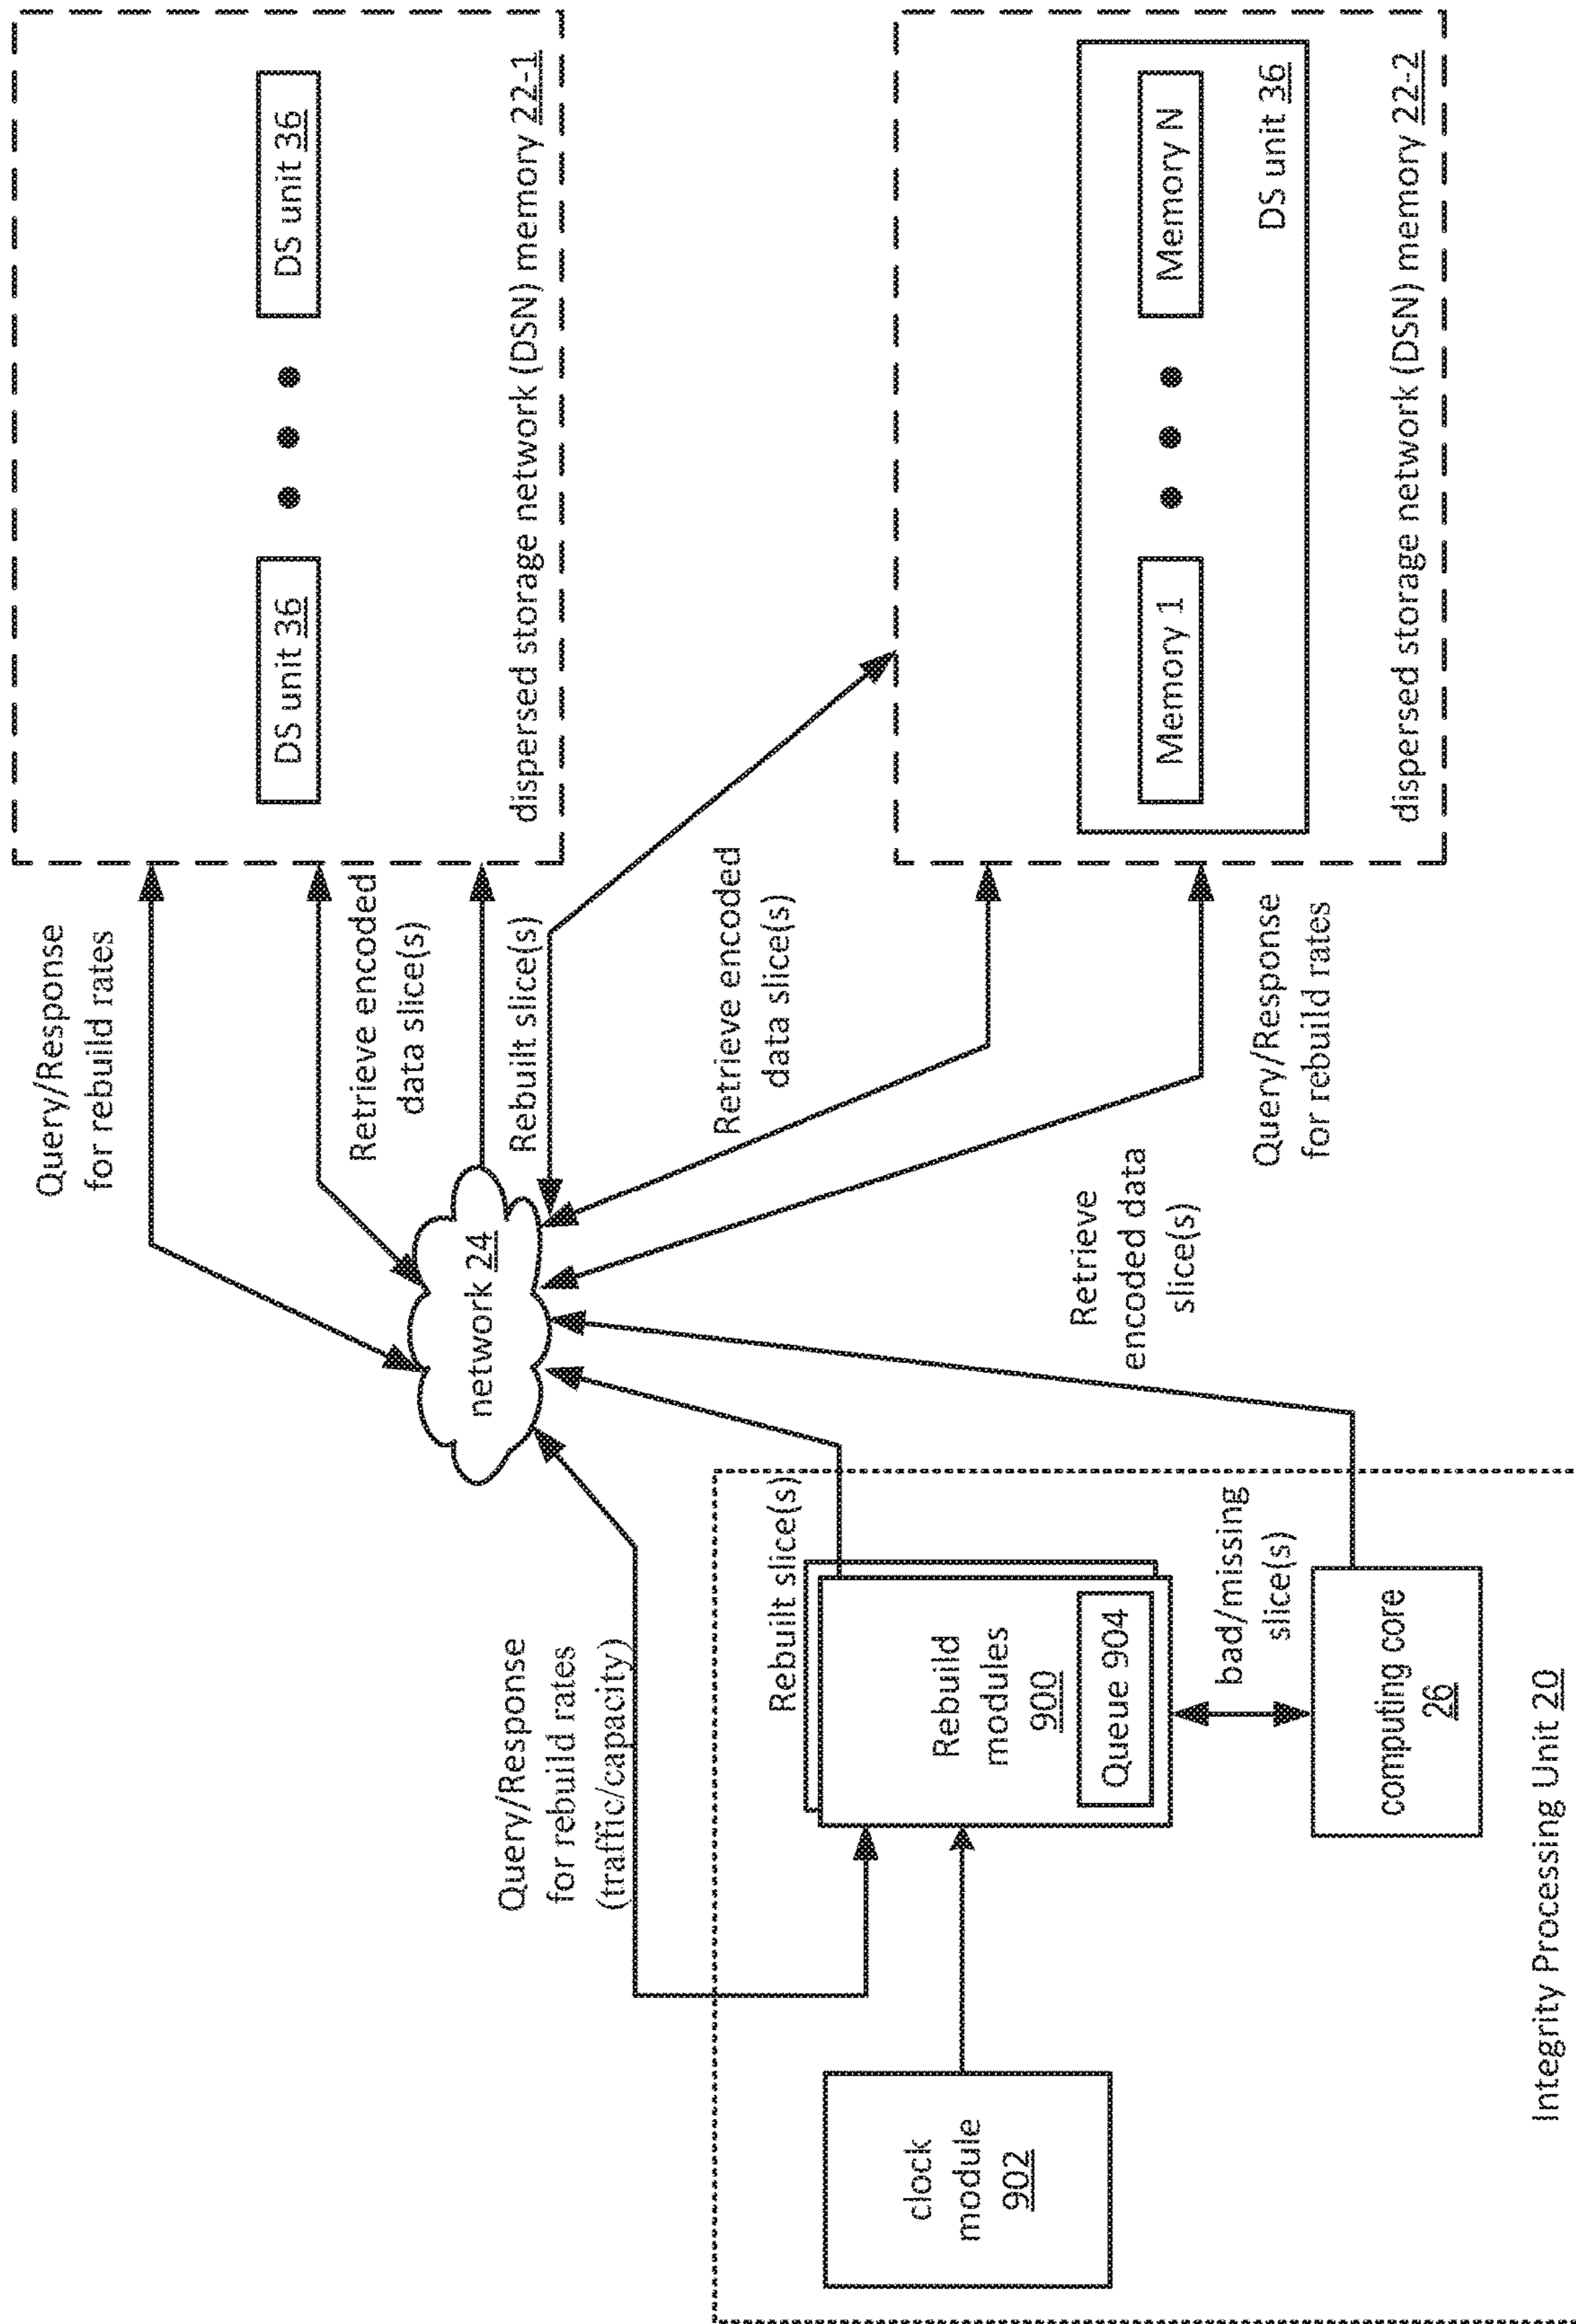 DS unit 36
DS unit 36
dispersed storage network (DSN) memory 22-1
Query/Response
for rebuild rates
Retrieve encoded
data slice(s)
Rebuilt slice(s)
network 24
Query/Response
for rebuild rates
(traffic/capacity)
Retrieve encoded
data slice(s)
Memory 1
Memory N
DS unit 36
dispersed storage network (DSN) memory 22-2
Query/Response
for rebuild rates
Retrieve
encoded data
slice(s)
Rebuilt slice(s)
clock
module
902
Rebuild
modules
900
Queue 904
bad/missing
slice(s)
computing core
26
Integrity Processing Unit 20